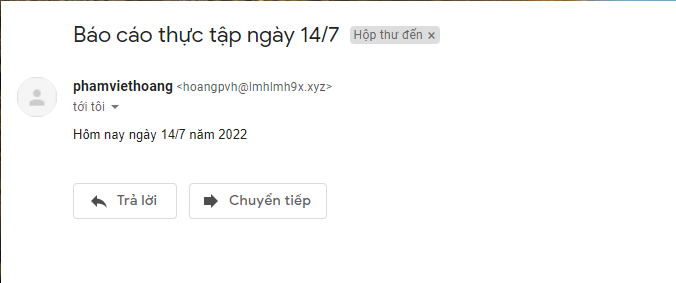 Báo cáo thực tập ngày 14/7 Hộp thư đến ×
phamviethoang <hoangpvh@lmhlmh9x.xyz>
tới tôi
Hôm nay ngày 14/7 năm 2022
Trả lời Chuyển tiếp